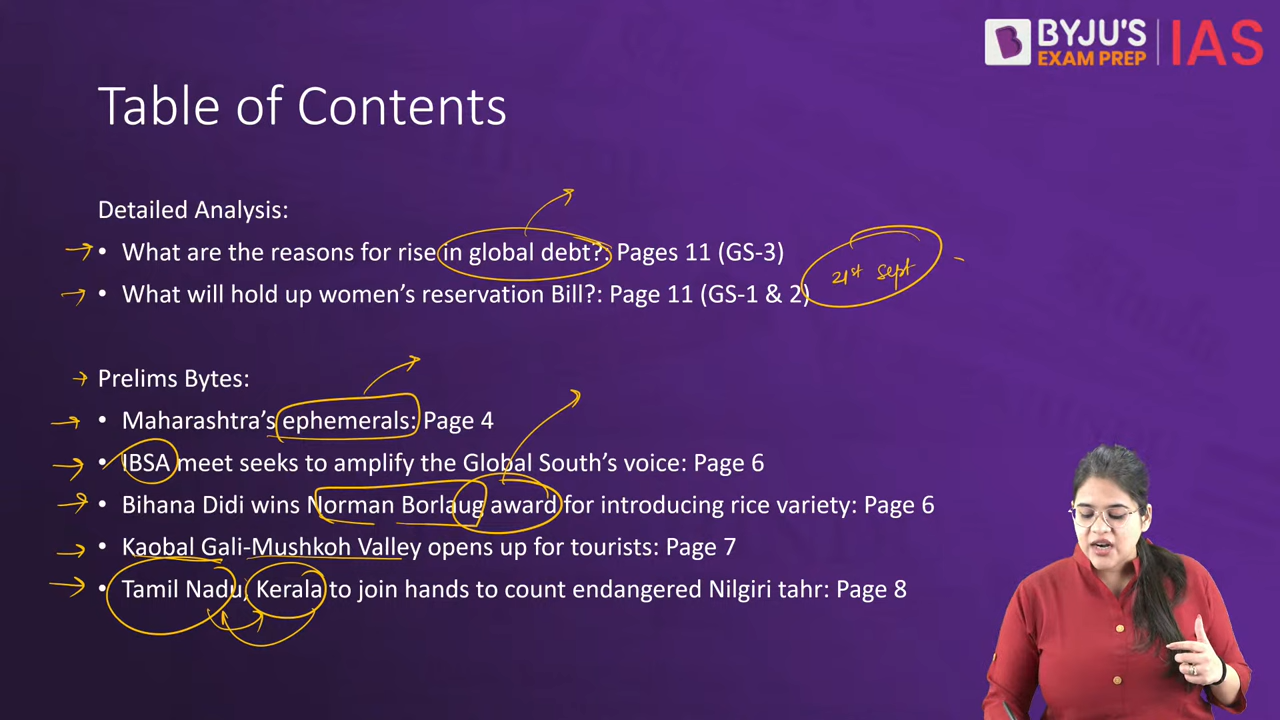 BYJU'S
EXAM PREP
IAS
Table of Contents
Detailed Analysis:
• What are the reasons for rise in global debt?: Pages 11 (GS-3)
• What will hold up women’s reservation Bill?: Page 11 (GS-1 & 2)
21st Sept
Prelims Bytes:
• Maharashtra’s ephemerals: Page 4
• IBSA meet seeks to amplify the Global South’s voice: Page 6
• Bihana Didi wins Norman Borlaug award for introducing rice variety: Page 6
• Kaobal Gali-Mushkoh Valley opens up for tourists: Page 7
• Tamil Nadu, Kerala to join hands to count endangered Nilgiri tahr: Page 8